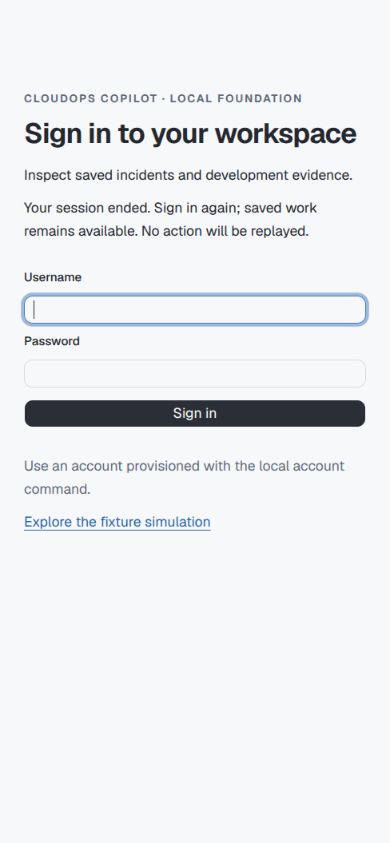 CLOUDOPS COPILOT · LOCAL FOUNDATION
Sign in to your workspace
Inspect saved incidents and development evidence.
Your session ended. Sign in again; saved work
remains available. No action will be replayed.
Username
Password
Sign in
Use an account provisioned with the local account
command.
Explore the fixture simulation